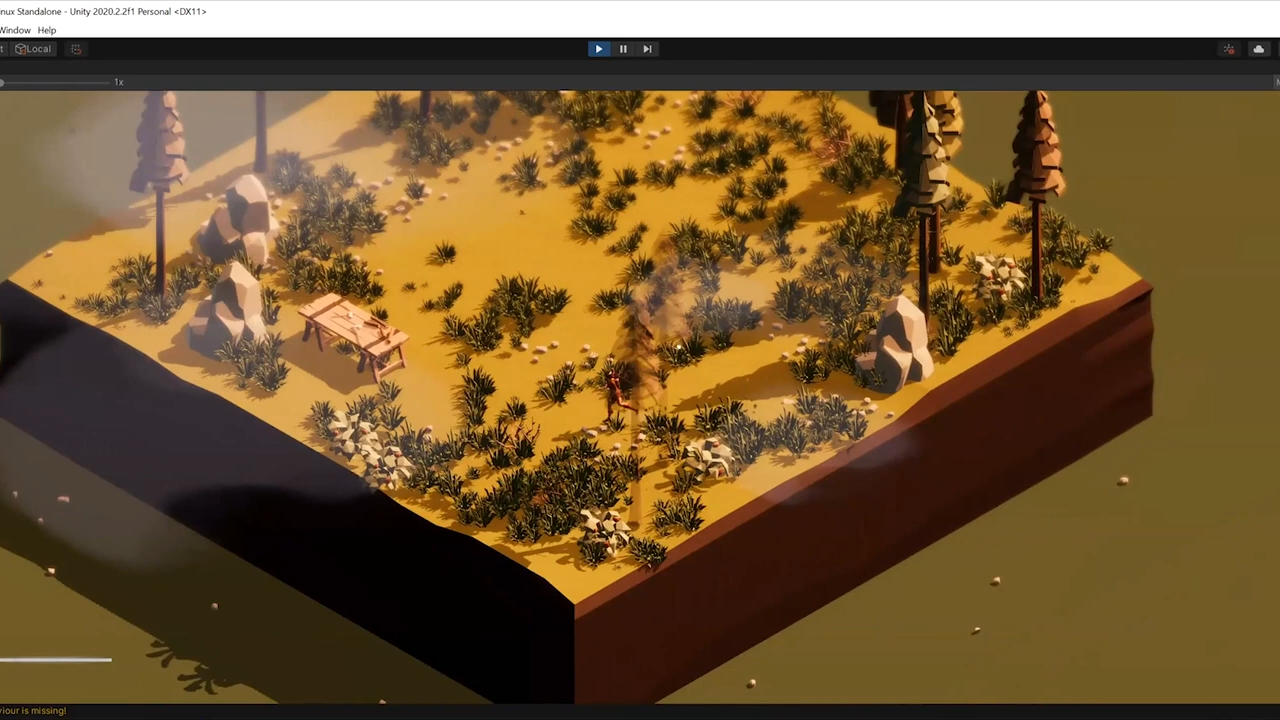 nux Standalone - Unity 2020.2.2f1 Personal <DX11>
Window Help
t Local
1x
viour is missing!